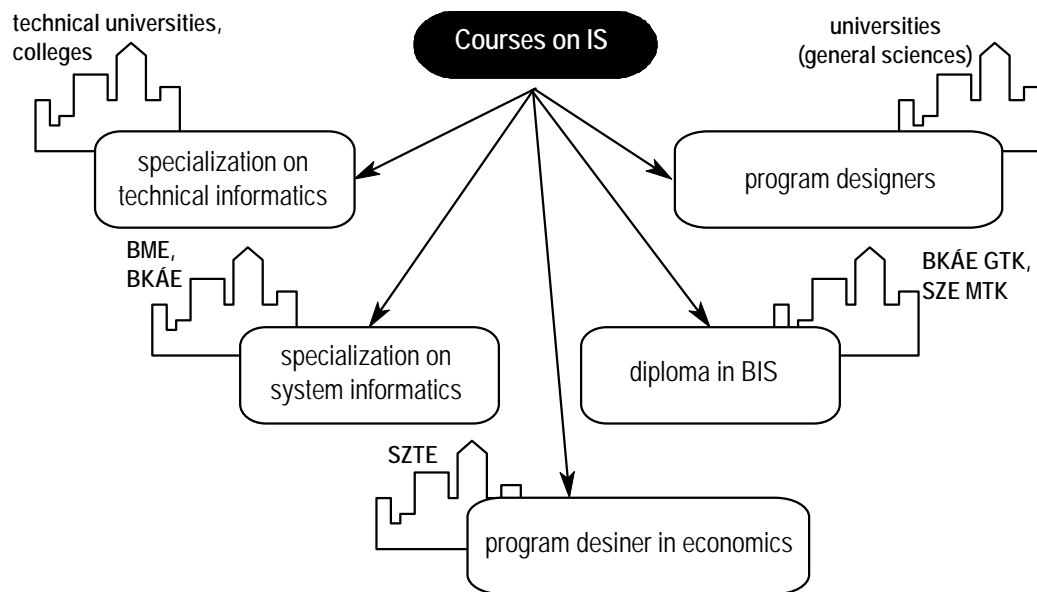 technical universities,
colleges
Courses on IS
universities
(general sciences)
specialization on
technical informatics
program designers
BME,
BKÁE
BKÁE GTK,
SZE MTK
specialization on
system informatics
diploma in BIS
SZTE
program desiner in economics